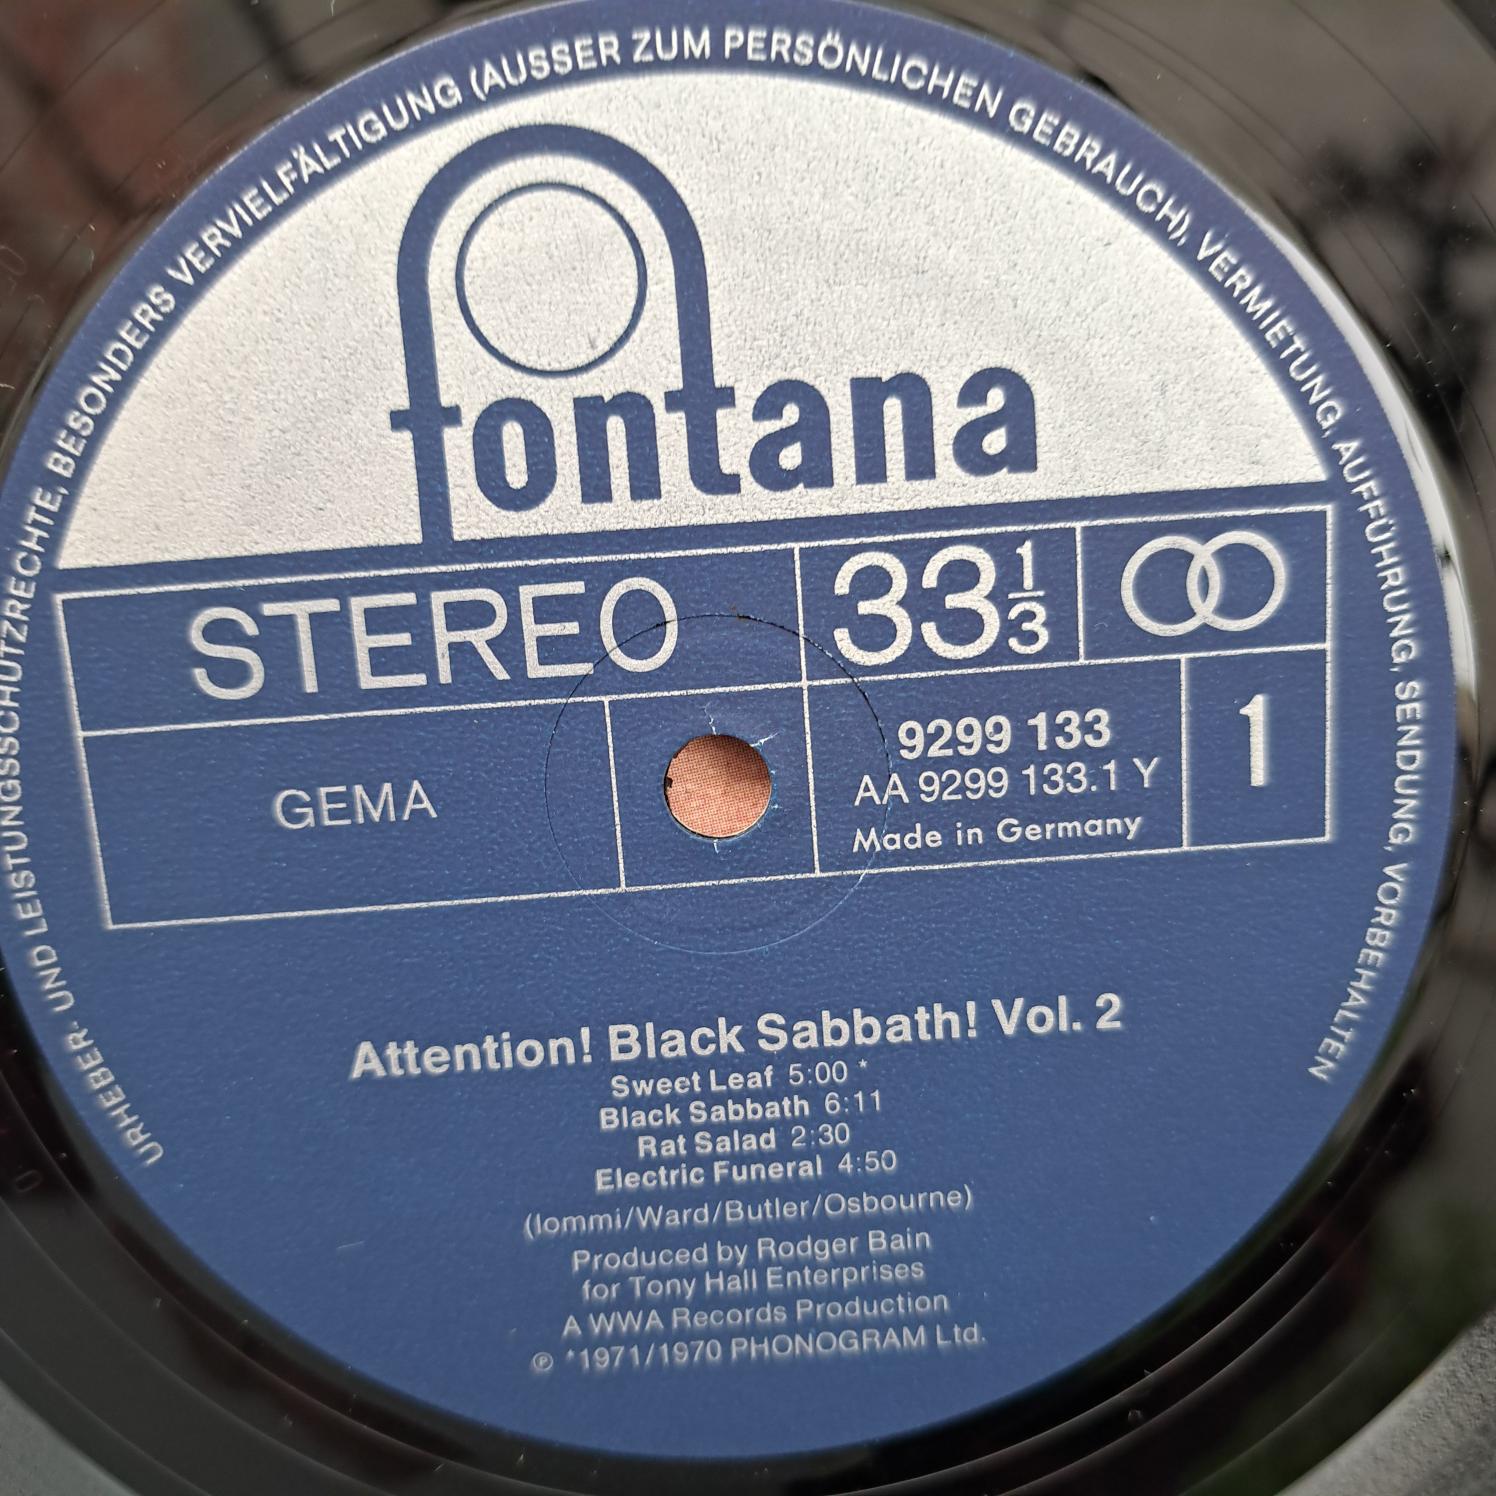 URHEBER- UND LEISTUNGSSCHUTZRECHTE, BESONDERS VERVIELFÄLTIGUNG (AUSSER ZUM PERSÖNLICHEN GEBRAUCH), VERMIETUNG, AUFFÜHRUNG, SENDUNG, VORBEHALTEN
fontana
STEREO
33 1/3
GEMA
9299 133
AA 9299 133.1 Y
Made in Germany
1
Attention! Black Sabbath! Vol. 2
Sweet Leaf 5:00 *
Black Sabbath 6:11
Rat Salad 2:30
Electric Funeral 4:50
(Iommi/Ward/Butler/Osbourne)
Produced by Rodger Bain
for Tony Hall Enterprises
A WWA Records Production
℗ *1971/1970 PHONOGRAM Ltd.